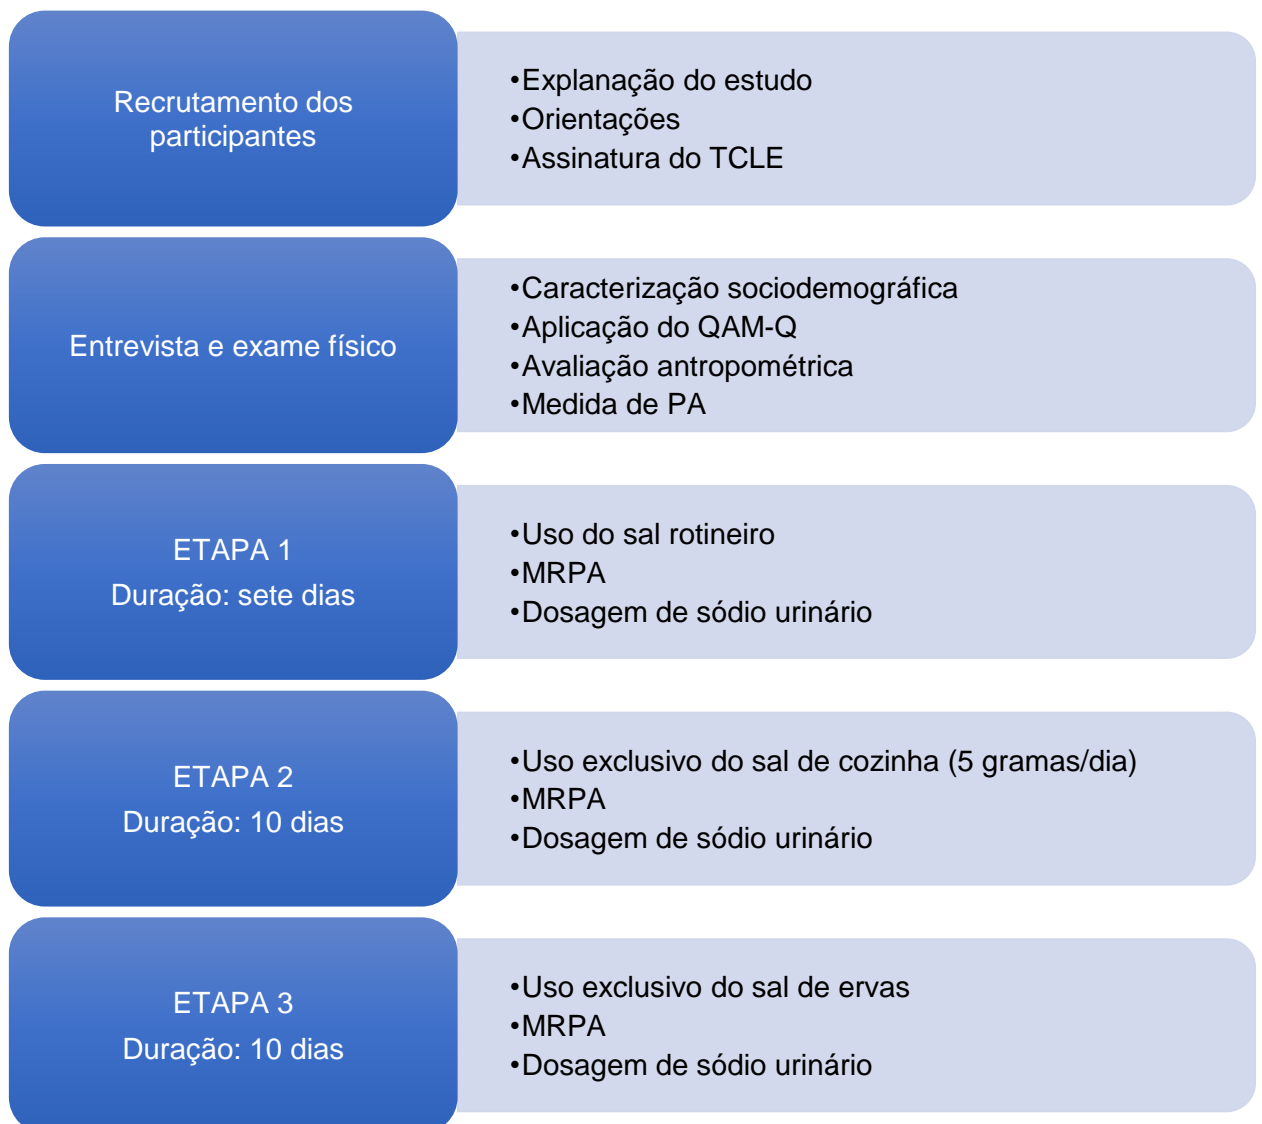 Recrutamento dos
participantes
•Explanação do estudo
•Orientações
•Assinatura do TCLE
Entrevista e exame físico
•Caracterização sociodemográfica
•Aplicação do QAM-Q
•Avaliação antropométrica
•Medida de PA
ETAPA 1
Duração: sete dias
•Uso do sal rotineiro
•MRPA
•Dosagem de sódio urinário
ETAPA 2
Duração: 10 dias
•Uso exclusivo do sal de cozinha (5 gramas/dia)
•MRPA
•Dosagem de sódio urinário
ETAPA 3
Duração: 10 dias
•Uso exclusivo do sal de ervas
•MRPA
•Dosagem de sódio urinário